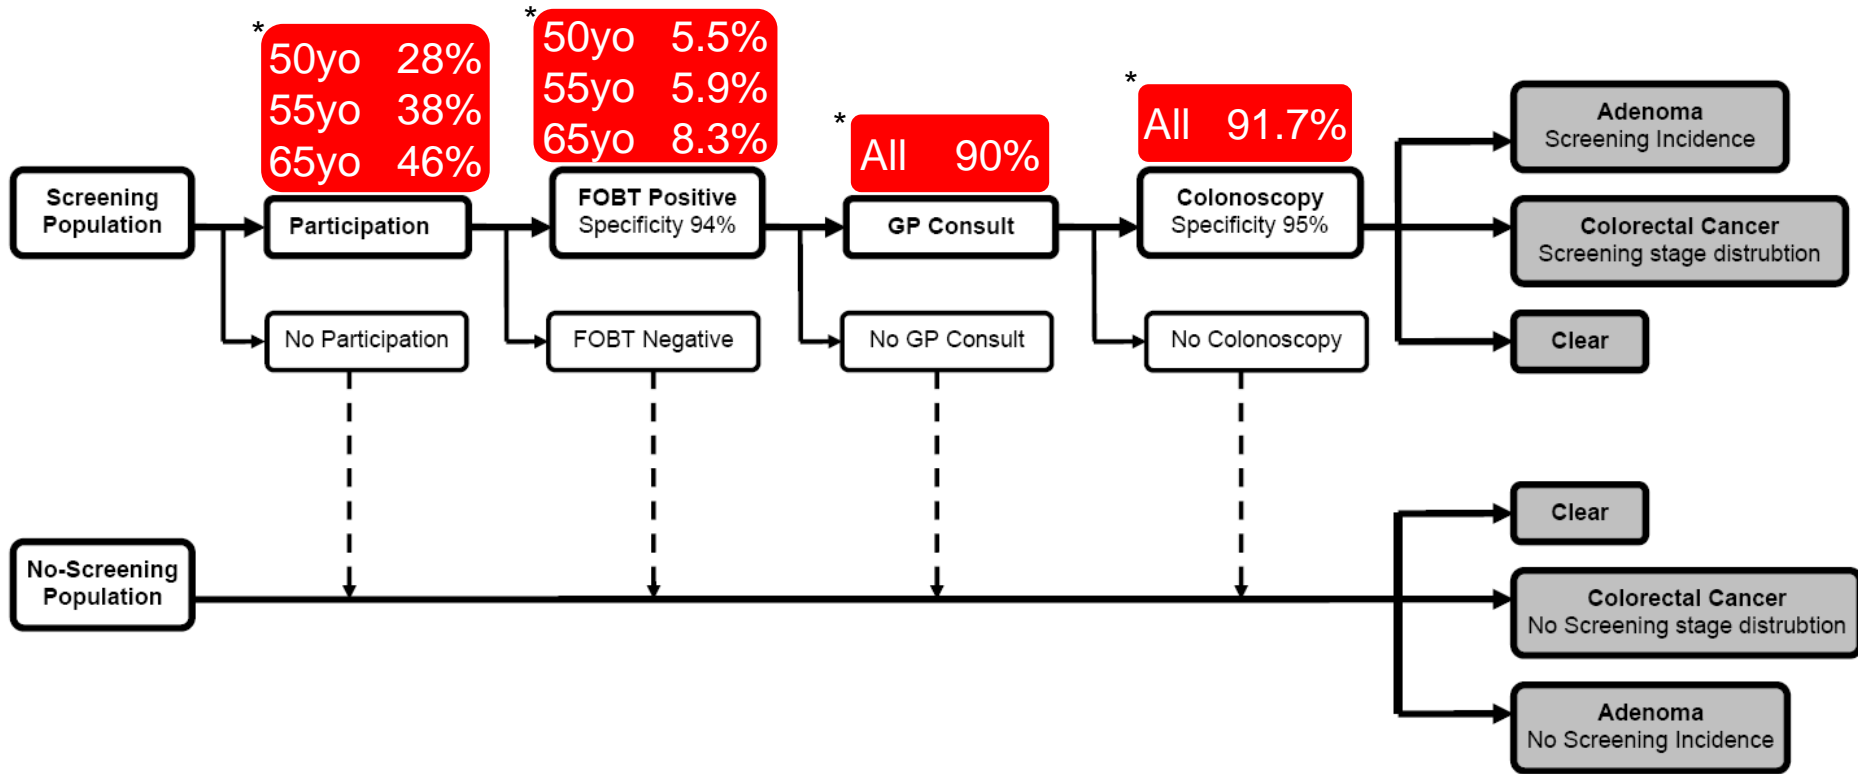 *
50yo 28%
55yo 38%
65yo 46%
*
50yo 5.5%
55yo 5.9%
65yo 8.3%
*
All 90%
*
All 91.7%
Screening
Population
Participation
FOBT Positive
Specificity 94%
GP Consult
Colonoscopy
Specificity 95%
Adenoma
Screening Incidence
Colorectal Cancer
Screening stage distrubtion
Clear
No Participation
FOBT Negative
No GP Consult
No Colonoscopy
No-Screening
Population
Clear
Colorectal Cancer
No Screening stage distrubtion
Adenoma
No Screening Incidence